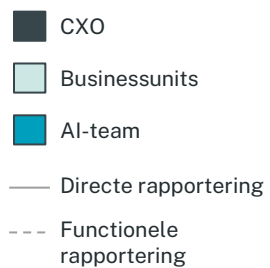 CXO
Businessunits
AI-team
Directe rapportering
Functionele
rapportering